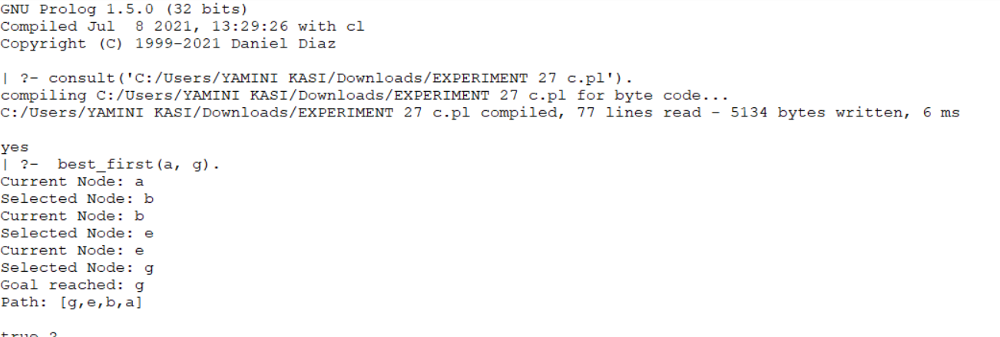 GNU Prolog 1.5.0 (32 bits)
Compiled Jul  8 2021, 13:29:26 with cl
Copyright (C) 1999-2021 Daniel Diaz
| ?- consult('C:/Users/YAMINI KASI/Downloads/EXPERIMENT 27 c.pl').
compiling C:/Users/YAMINI KASI/Downloads/EXPERIMENT 27 c.pl for byte code...
C:/Users/YAMINI KASI/Downloads/EXPERIMENT 27 c.pl compiled, 77 lines read - 5134 bytes written, 6 ms
yes
| ?-  best_first(a, g).
Current Node: a
Selected Node: b
Current Node: b
Selected Node: e
Current Node: e
Selected Node: g
Goal reached: g
Path: [g,e,b,a]
true ?